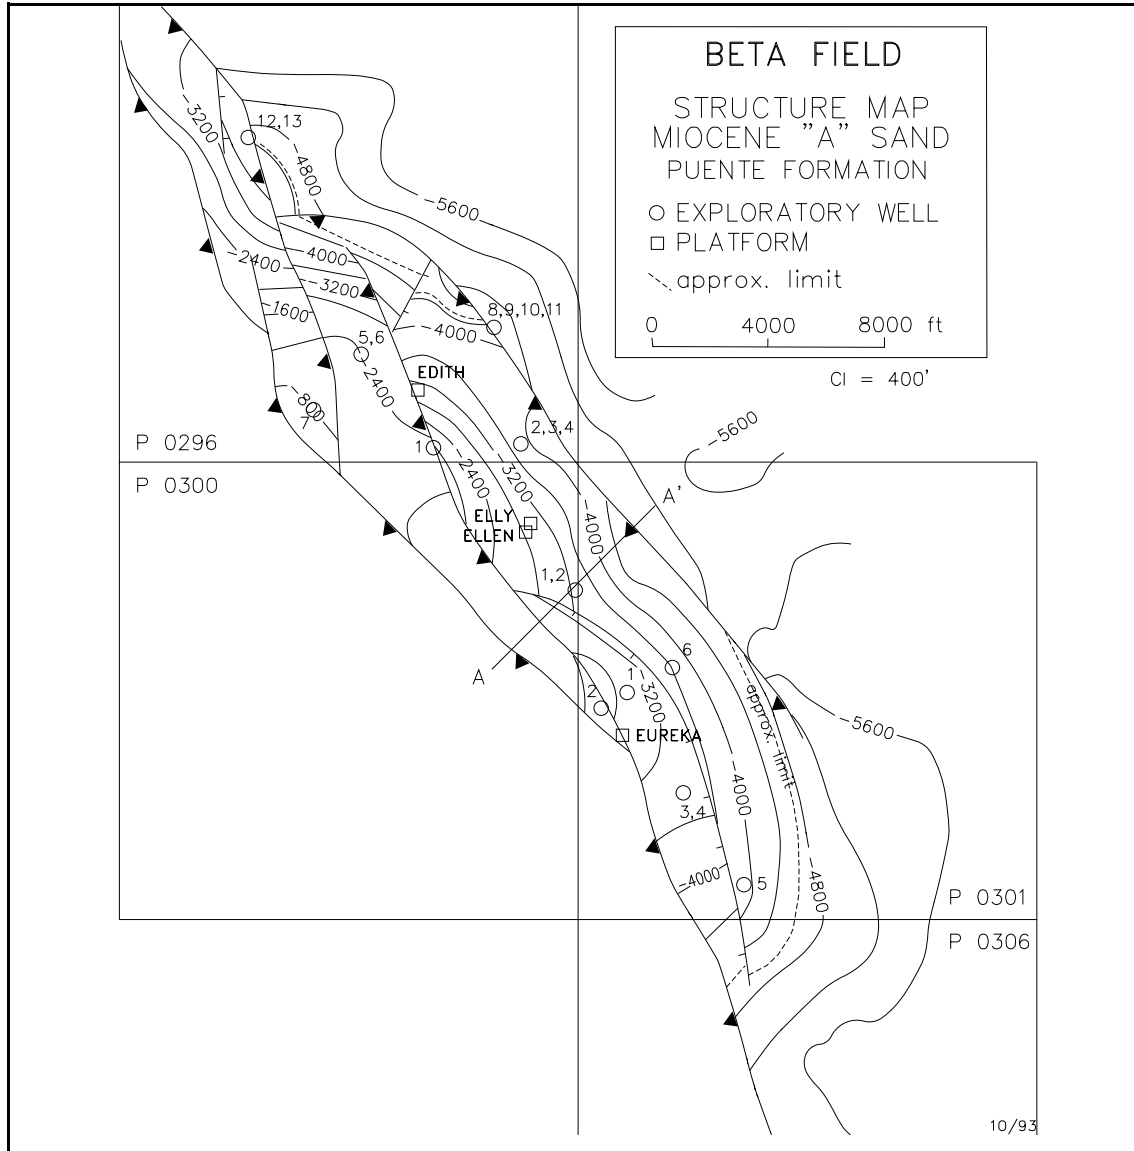 BETA FIELD
STRUCTURE MAP
MIOCENE "A" SAND
PUENTE FORMATION
EXPLORATORY WELL
PLATFORM
approx. limit
0 4000 8000 ft
CI = 400'
-3200
12,13
-4800
-5600
-2400
4000
-3200
-1600
8,9,10,11
-4000
5,6
-2400
EDITH
-800
7
2,3,4
1
-5600
P 0296
P 0300
-2400
-3200
A'
ELLY
ELLEN
-4000
1,2
6
A
1
2
-3200
approx. limit
-5600
EUREKA
-4000
3,4
-4000
5
-4800
P 0301
P 0306
10/93